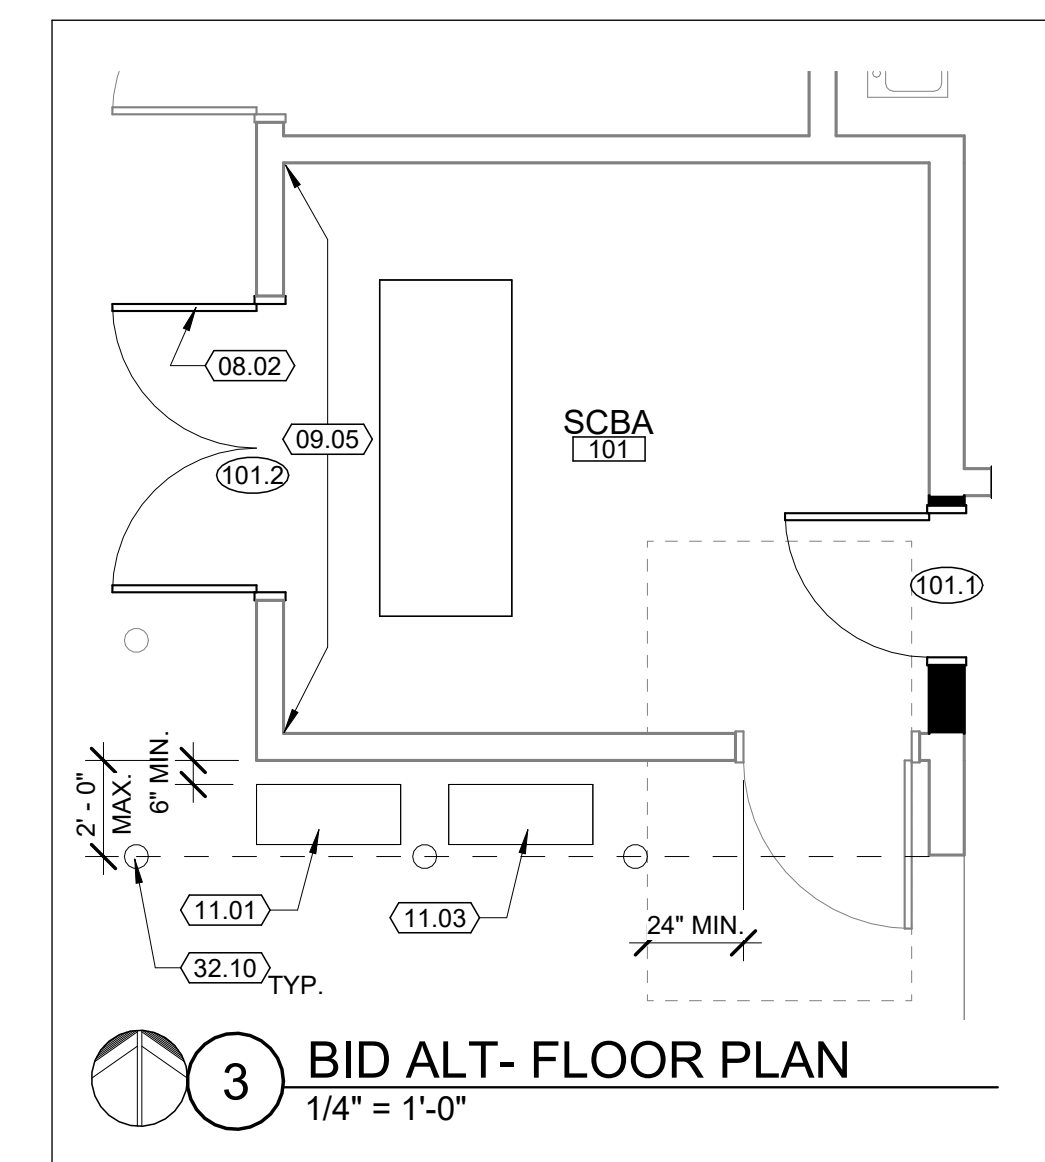 08.02
09.05
SCBA
101
101.2
101.1
2' - 0"
MAX.
6" MIN.
11.01
11.03
24" MIN.
32.10
TYP.
3
BID ALT- FLOOR PLAN
1/4" = 1'-0"